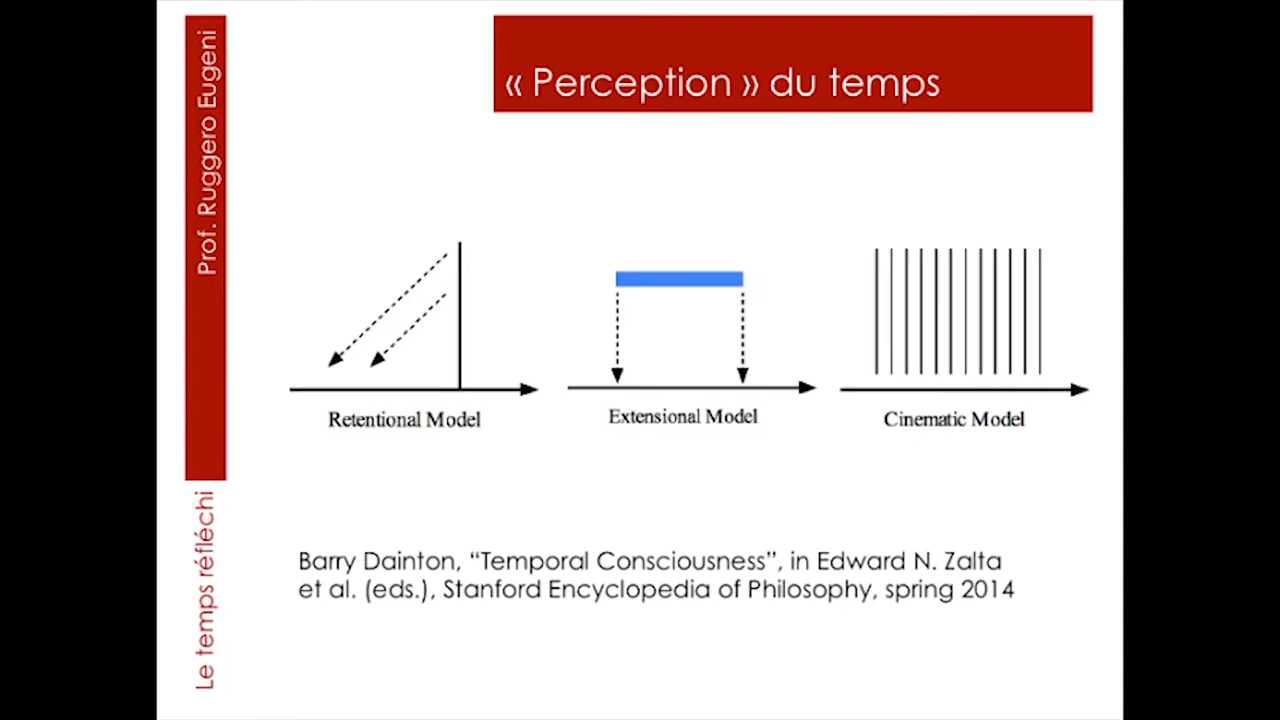 « Perception » du temps
Prof. Ruggero Eugeni
Le temps réfléchi
Retentional Model
Extensional Model
Cinematic Model
Barry Dainton, “Temporal Consciousness”, in Edward N. Zalta
et al. (eds.), Stanford Encyclopedia of Philosophy, spring 2014